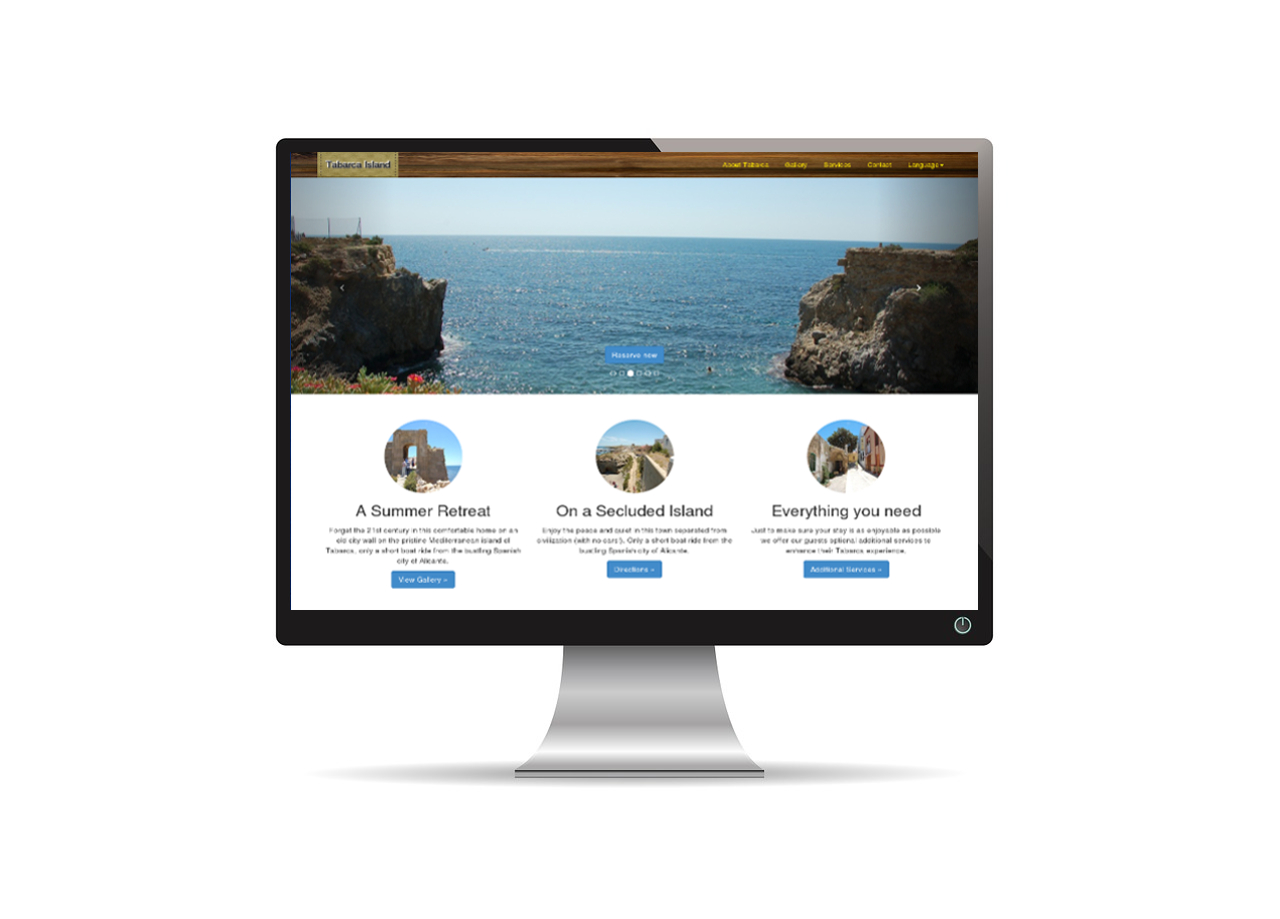 Tabarca Island
About Tabarca Gallery Services Contact Language
Reserve now
A Summer Retreat
Forget the 21st century in this comfortable home on an
old city wall on the pristine Mediterranean island of
Tabarca, only a short boat ride from the bustling Spanish
city of Alicante.
View Gallery »
On a Secluded Island
Enjoy the peace and quiet in this town separated from
civilization (with no cars!). Only a short boat ride from the
bustling Spanish city of Alicante.
Directions »
Everything you need
Just to make sure your stay is as enjoyable as possible
we offer our guests optional additional services to
enhance their Tabarca experience.
Additional Services »